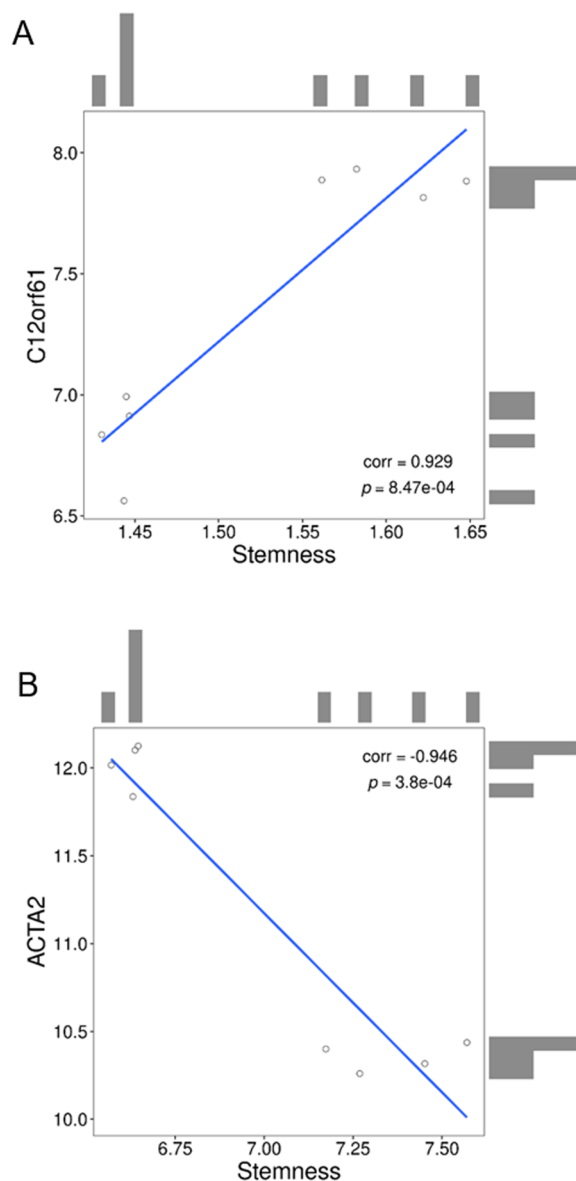 A
8.0
7.5
7.0
6.5
C12orf61
corr = 0.929
p = 8.47e-04
1.45 1.50 1.55 1.60 1.65
Stemness
B
12.0
11.5
11.0
10.5
10.0
ACTA2
corr = -0.946
p = 3.8e-04
6.75 7.00 7.25 7.50
Stemness